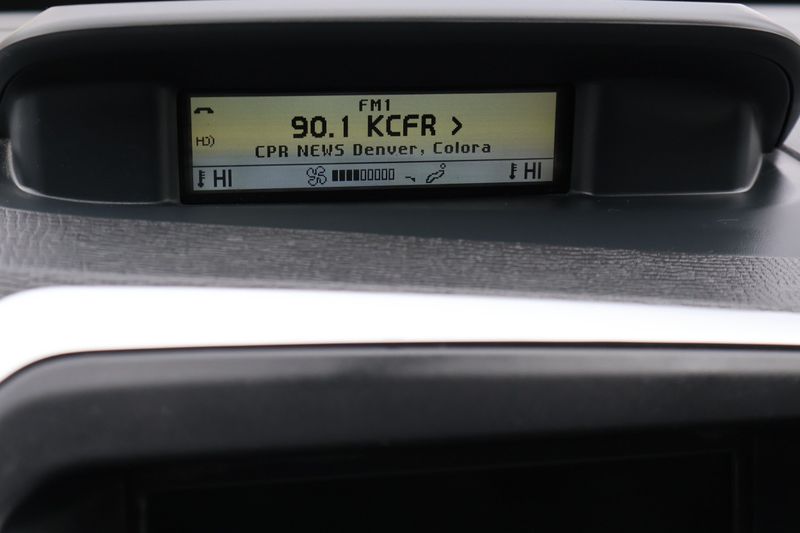 FM1
90.1 KCFR >
HD)
CPR NEWS Denver, Colora
HI HI